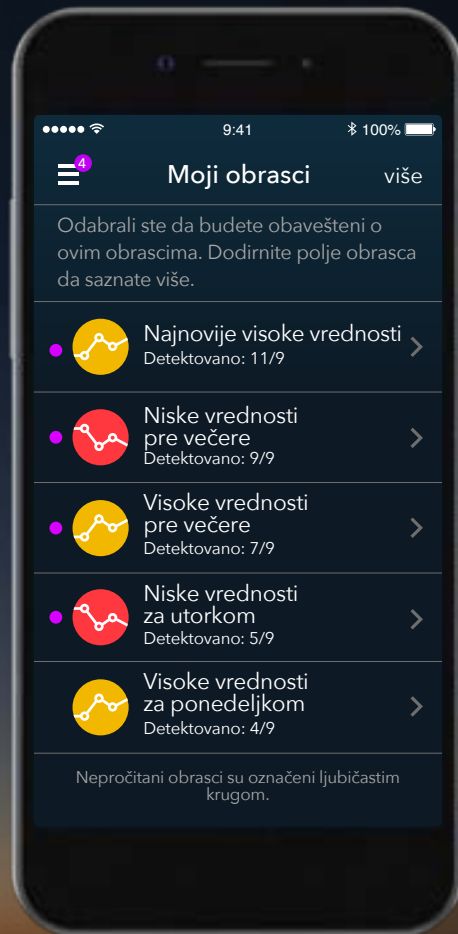 9:41
100%
4
Moji obrasci
više
Odabrali ste da budete obavešteni o
ovim obrascima. Dodirnite polje obrasca
da saznate više.
Najnovije visoke vrednosti
Detektovano: 11/9
Niske vrednosti
pre večere
Detektovano: 9/9
Visoke vrednosti
pre večere
Detektovano: 7/9
Niske vrednosti
za utorkom
Detektovano: 5/9
Visoke vrednosti
za ponedeljkom
Detektovano: 4/9
Nepročitani obrasci su označeni ljubičastim
krugom.